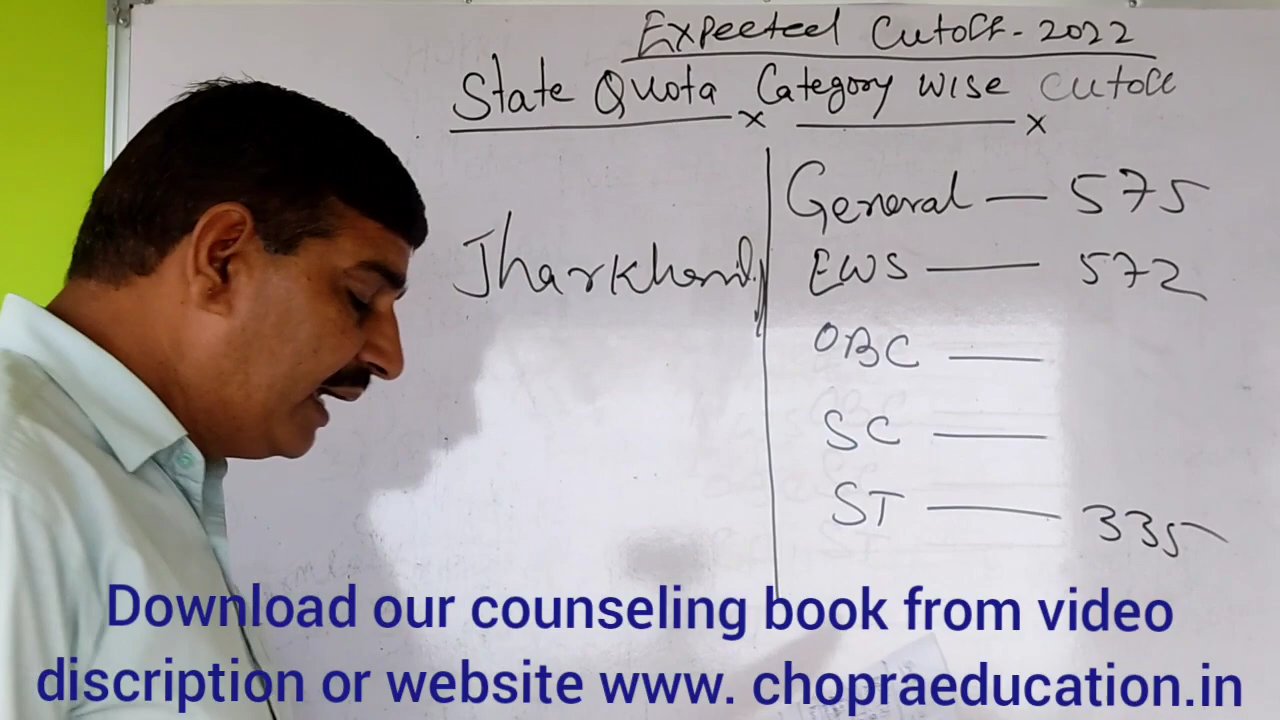 Expected Cutoff-2022
State Quota Category wise Cutoff
x x
Jharkhand
General — 575
EWS — 572
OBC —
SC —
ST — 335
Download our counseling book from video
discription or website www. chopraeducation.in